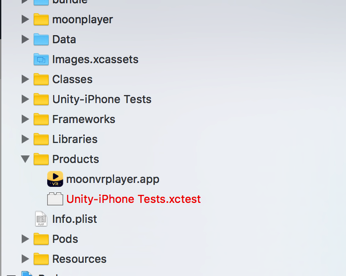 bundle
moonplayer
Data
Images.xcassets
Classes
Unity-iPhone Tests
Frameworks
Libraries
Products
moonvrplayer.app
Unity-iPhone Tests.xctest
Info.plist
Pods
Resources